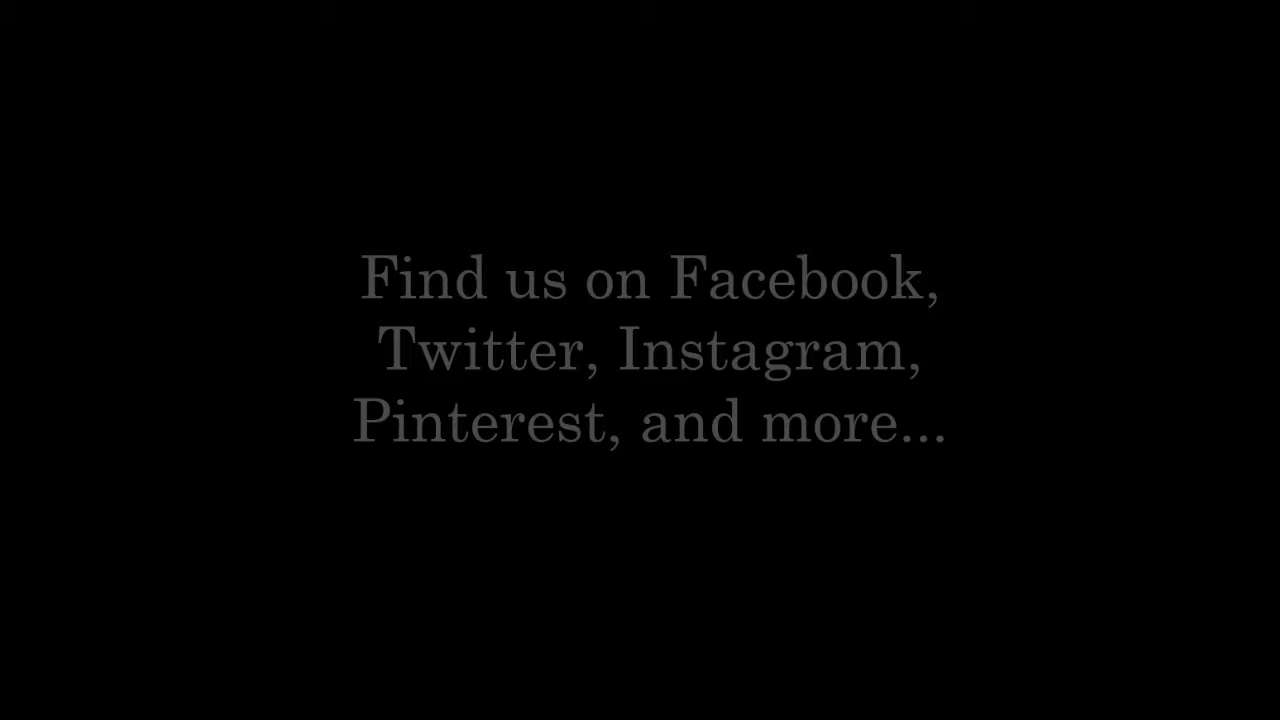 Find us on Facebook,
Twitter, Instagram,
Pinterest, and more...